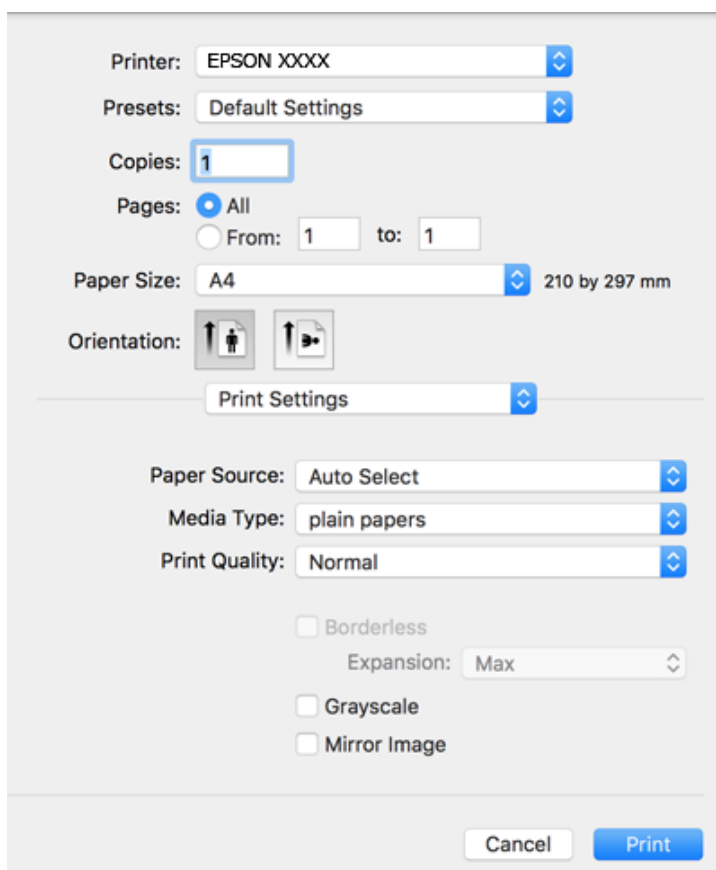 Printer: EPSON XXXX
Presets: Default Settings
Copies: 1
Pages: All
From: 1 to: 1
Paper Size: A4 210 by 297 mm
Orientation:
Print Settings
Paper Source: Auto Select
Media Type: plain papers
Print Quality: Normal
Borderless
Expansion: Max
Grayscale
Mirror Image
Cancel Print